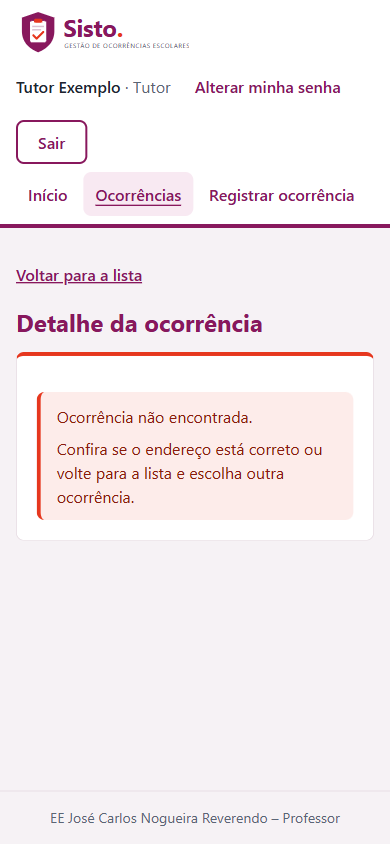 Sisto.
GESTÃO DE OCORRÊNCIAS ESCOLARES
Tutor Exemplo · Tutor Alterar minha senha
Sair
Início Ocorrências Registrar ocorrência
Voltar para a lista
Detalhe da ocorrência
Ocorrência não encontrada.
Confira se o endereço está correto ou
volte para a lista e escolha outra
ocorrência.
EE José Carlos Nogueira Reverendo – Professor